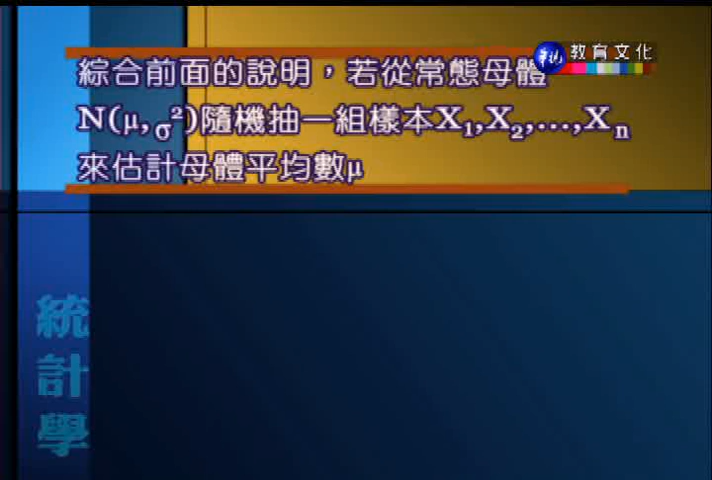 綜合前面的說明，若從常態母體
N(μ,σ²)隨機抽一組樣本X₁,X₂,...,Xₙ
來估計母體平均數μ
教育文化
統計學